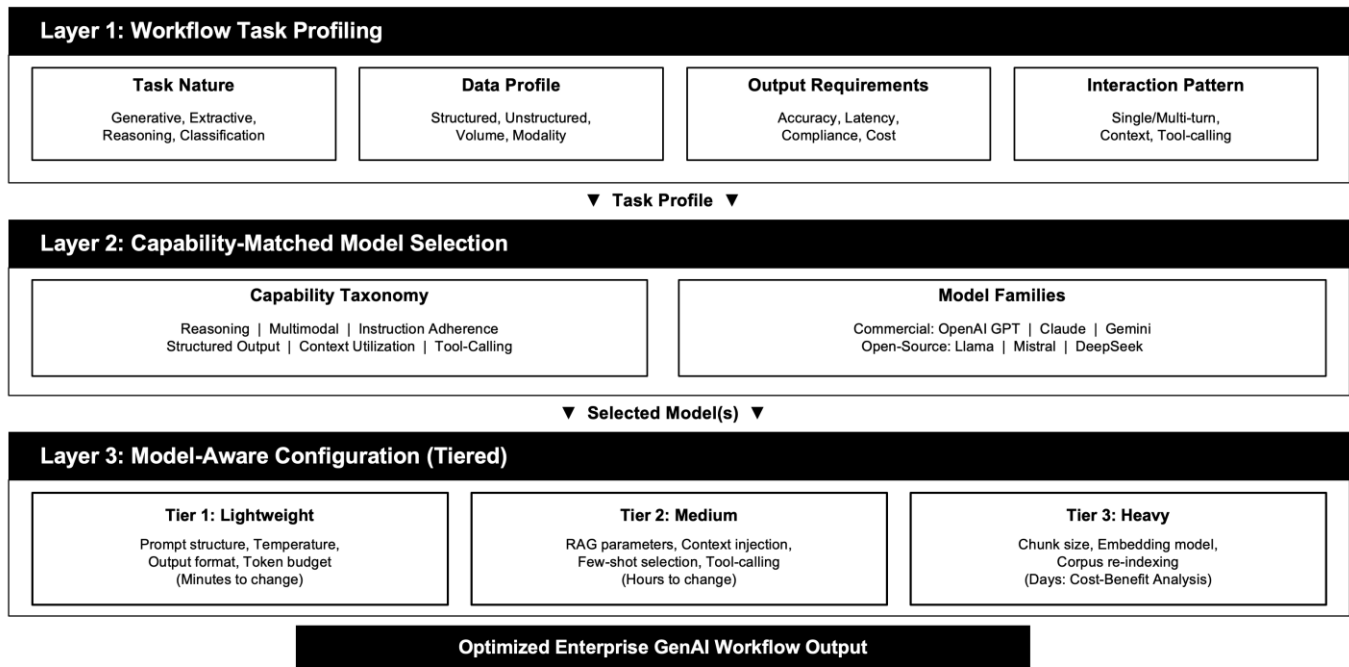 Layer 1: Workflow Task Profiling
Task Nature
Generative, Extractive,
Reasoning, Classification
Data Profile
Structured, Unstructured,
Volume, Modality
Output Requirements
Accuracy, Latency,
Compliance, Cost
Interaction Pattern
Single/Multi-turn,
Context, Tool-calling
▼ Task Profile ▼
Layer 2: Capability-Matched Model Selection
Capability Taxonomy
Reasoning | Multimodal | Instruction Adherence
Structured Output | Context Utilization | Tool-Calling
Model Families
Commercial: OpenAI GPT | Claude | Gemini
Open-Source: Llama | Mistral | DeepSeek
▼ Selected Model(s) ▼
Layer 3: Model-Aware Configuration (Tiered)
Tier 1: Lightweight
Prompt structure, Temperature,
Output format, Token budget
(Minutes to change)
Tier 2: Medium
RAG parameters, Context injection,
Few-shot selection, Tool-calling
(Hours to change)
Tier 3: Heavy
Chunk size, Embedding model,
Corpus re-indexing
(Days: Cost-Benefit Analysis)
Optimized Enterprise GenAI Workflow Output